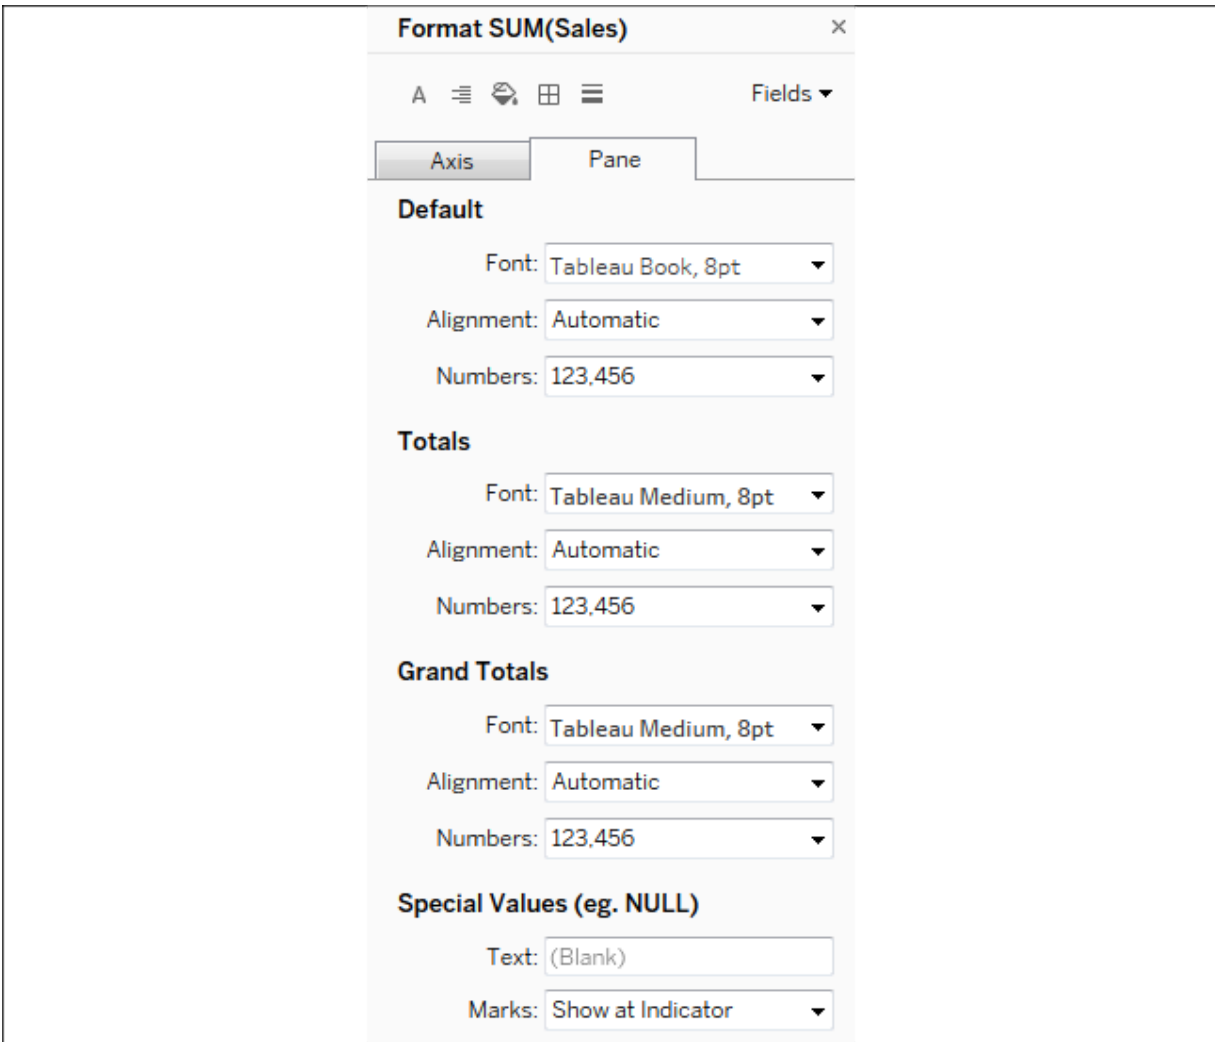 Format SUM(Sales) ×
A Fields
Axis Pane
Default
Font: Tableau Book, 8pt
Alignment: Automatic
Numbers: 123,456
Totals
Font: Tableau Medium, 8pt
Alignment: Automatic
Numbers: 123,456
Grand Totals
Font: Tableau Medium, 8pt
Alignment: Automatic
Numbers: 123,456
Special Values (eg. NULL)
Text: (Blank)
Marks: Show at Indicator